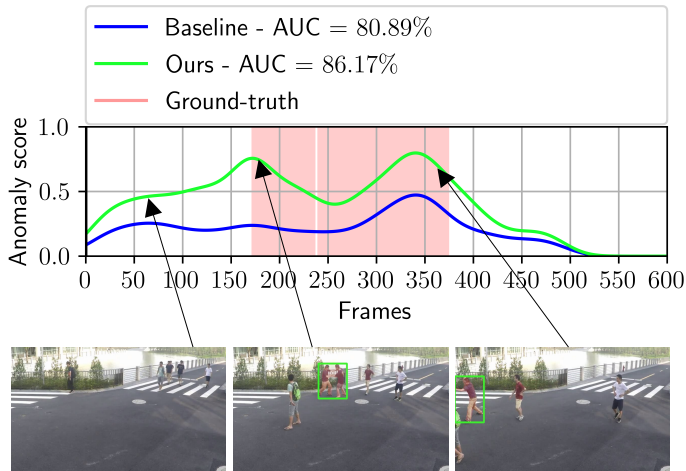 Baseline - AUC = 80.89%
Ours - AUC = 86.17%
Ground-truth
Anomaly score
1.0
0.5
0.0
0 50 100 150 200 250 300 350 400 450 500 550 600
Frames